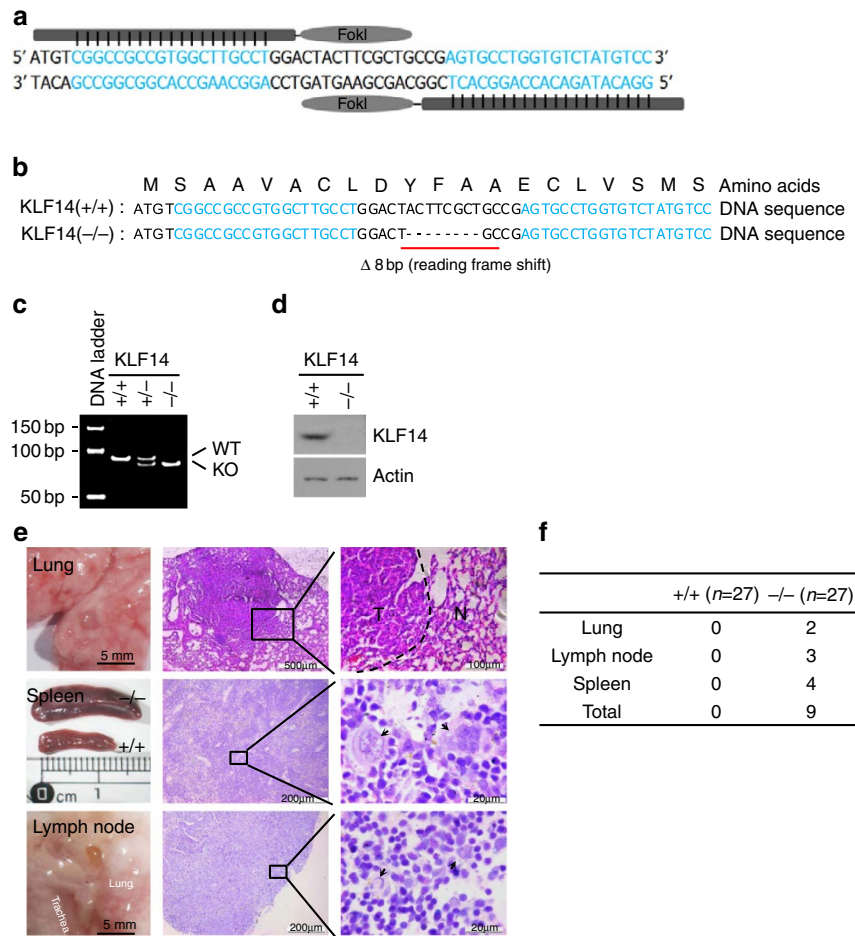 a
FokI
5′ ATGTCGGCCGCCGTGGCTTGCCTGGACTACTTCGCTGCCGAGTGCCTGGTGTCTATGTCC 3′
3′ TACAGCCGGCGGCACCGAACGGACCTGATGAAGCGACGGCTCACGGACCACAGATACAGG 5′
FokI
b
M S A A V A C L D Y F A A E C L V S M S Amino acids
KLF14(+/+) : ATGTCGGCCGCCGTGGCTTGCCTGGACTACTTCGCTGCCGAGTGCCTGGTGTCTATGTCC DNA sequence
KLF14(−/−) : ATGTCGGCCGCCGTGGCTTGCCTGGACT--------GCCGAGTGCCTGGTGTCTATGTCC DNA sequence
Δ 8 bp (reading frame shift)
c
DNA ladder
KLF14
+/+ +/− −/−
150 bp
100 bp
50 bp
WT
KO
d
KLF14
+/+ −/−
KLF14
Actin
e
Lung
5 mm
500μm
T N
100μm
Spleen
−/−
+/+
0 cm 1
200μm
20μm
Lymph node
Lung
Trachea
5 mm
200μm
20μm
f
+/+ (n=27) −/− (n=27)
Lung 0 2
Lymph node 0 3
Spleen 0 4
Total 0 9